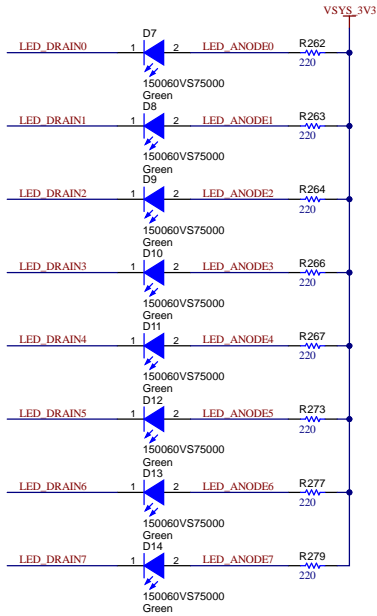 VSYS_3V3
D7
LED_DRAIN0 1 2 LED_ANODE0 R262
150060VS75000 220
Green
D8
LED_DRAIN1 1 2 LED_ANODE1 R263
150060VS75000 220
Green
D9
LED_DRAIN2 1 2 LED_ANODE2 R264
150060VS75000 220
Green
D10
LED_DRAIN3 1 2 LED_ANODE3 R266
150060VS75000 220
Green
D11
LED_DRAIN4 1 2 LED_ANODE4 R267
150060VS75000 220
Green
D12
LED_DRAIN5 1 2 LED_ANODE5 R273
150060VS75000 220
Green
D13
LED_DRAIN6 1 2 LED_ANODE6 R277
150060VS75000 220
Green
D14
LED_DRAIN7 1 2 LED_ANODE7 R279
150060VS75000 220
Green